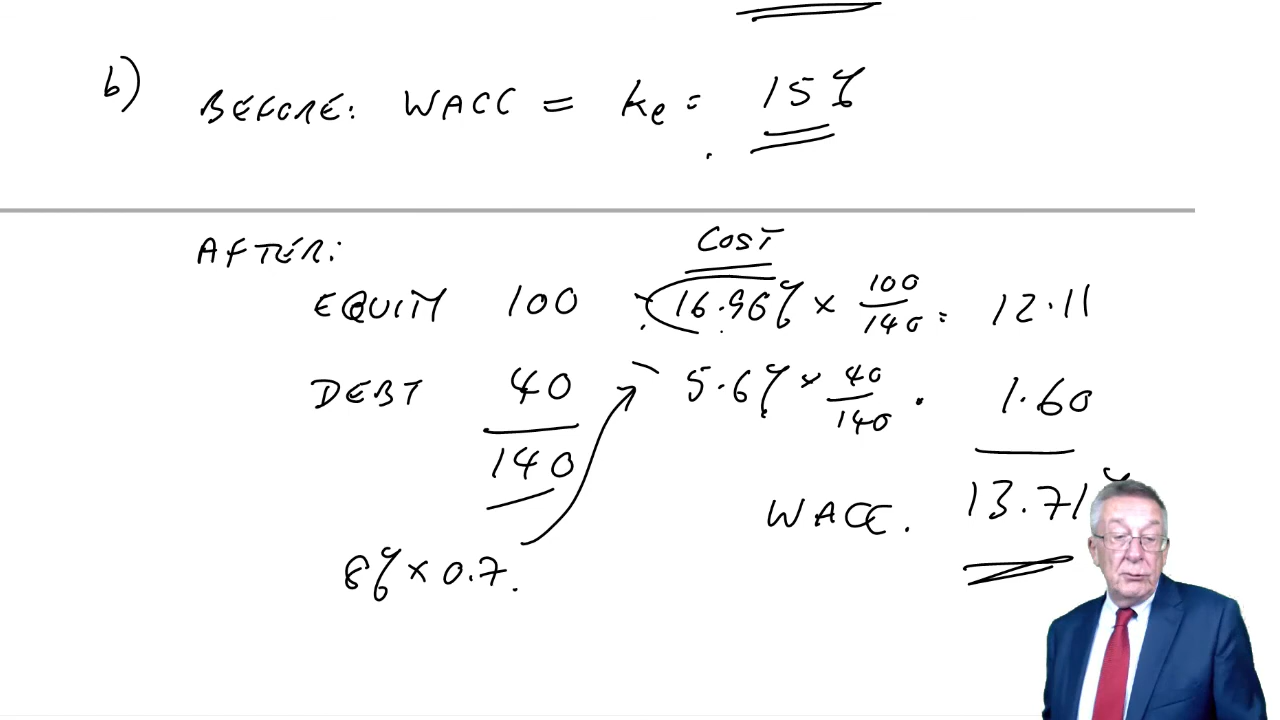 b) BEFORE: WACC = ke = 15%
AFTER:
COST
EQUITY 100 - 16.96% × 100/140 = 12.11
DEBT 40 - 5.6% × 40/140 . 1.60
140
WACC. 13.71%
8% × 0.7.